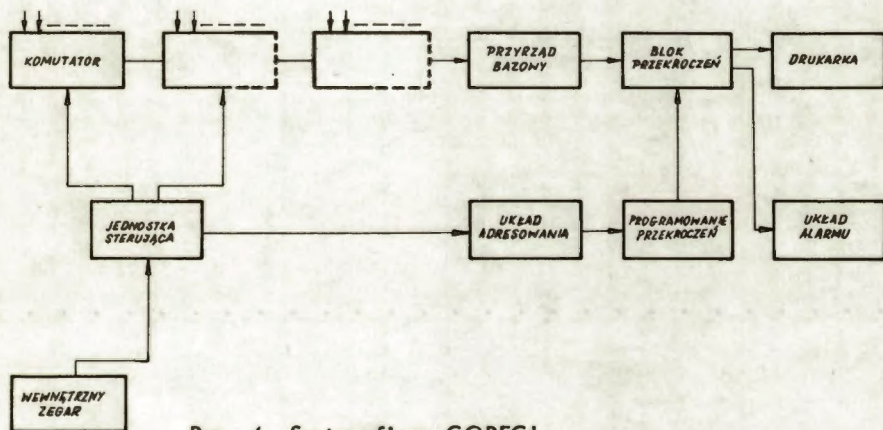 KOMUTATOR
PRZYRZĄD
BAZOWY
BLOK
PRZEKROCZEŃ
DRUKARKA
JEDNOSTKA
STERUJĄCA
UKŁAD
ADRESOWANIA
PROGRAMOWANIE
PRZEKROCZEŃ
UKŁAD
ALARMU
WEWNĘTRZNY
ZEGAR